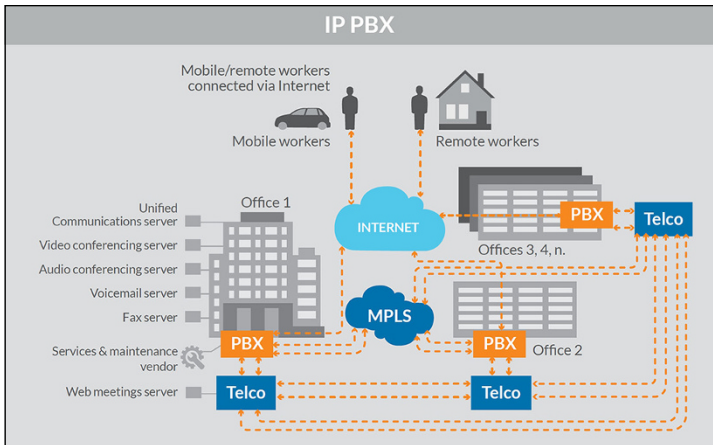 IP PBX
Mobile/remote workers
connected via Internet
Mobile workers
Remote workers
Unified
Communications server
Video conferencing server
Audio conferencing server
Voicemail server
Fax server
Services & maintenance
vendor
Web meetings server
Office 1
INTERNET
PBX
Telco
Offices 3, 4, n.
MPLS
PBX
PBX
Office 2
Telco
Telco